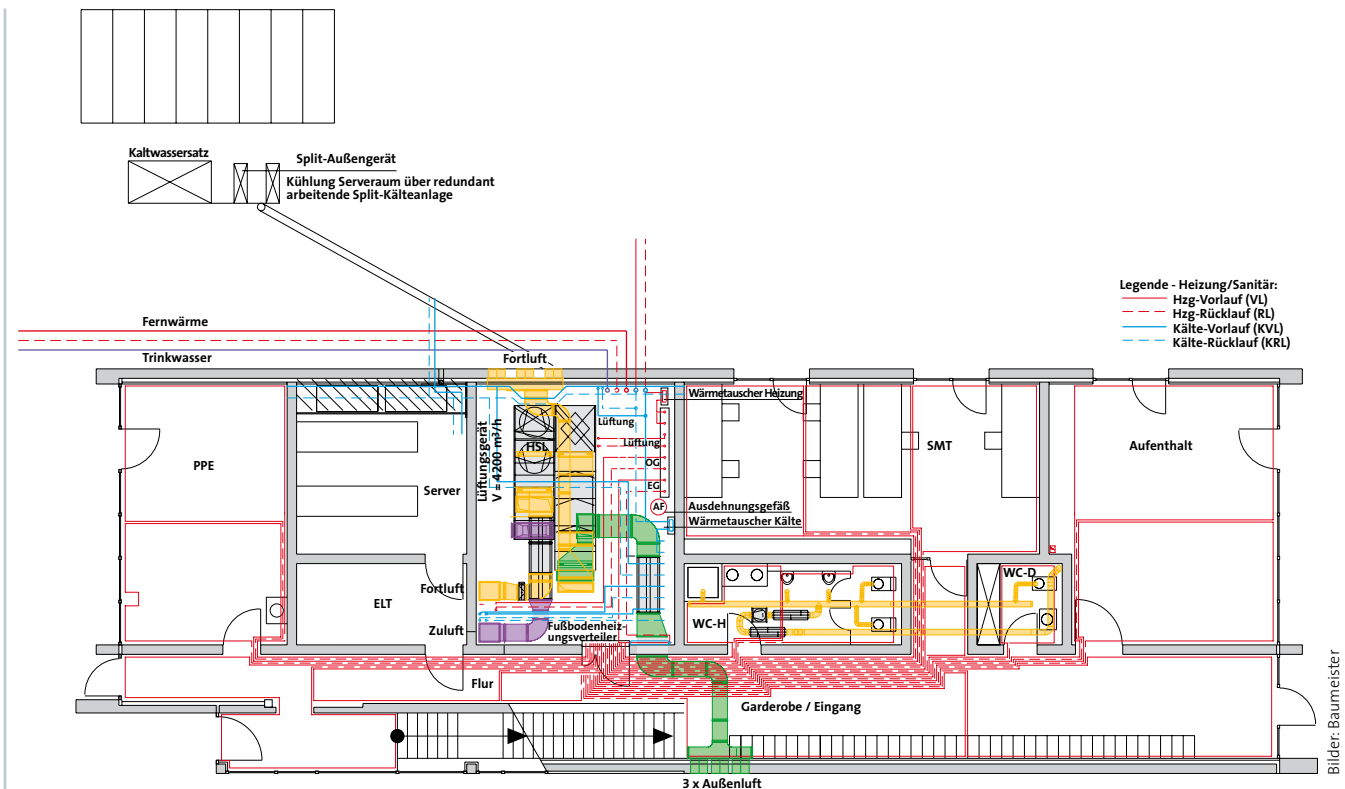 Kaltwassersatz
Split-Außengerät
Kühlung Serveraum über redundant
arbeitende Split-Kälteanlage
Legende - Heizung/Sanitär:
Hzg-Vorlauf (VL)
Hzg-Rücklauf (RL)
Kälte-Vorlauf (KVL)
Kälte-Rücklauf (KRL)
Fernwärme
Trinkwasser
Fortluft
Wärmetauscher Heizung
Lüftung
Lüftung
HSL
Lüftungsgerät
V = 4200 m³/h
OG
EG
AF
Ausdehnungsgefäß
Wärmetauscher Kälte
PPE
Server
SMT
Aufenthalt
ELT
Fortluft
Zuluft
Fußbodenheiz-
ungsverteiler
WC-H
WC-D
Flur
Garderobe / Eingang
3 x Außenluft
Bilder: Baumeister